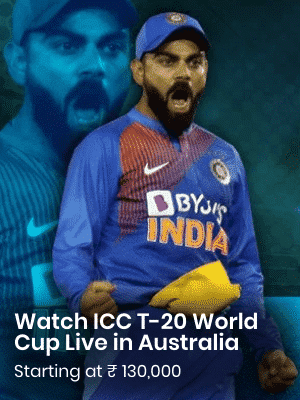 BYJU'S
INDIA
Watch ICC T-20 World
Cup Live in Australia
Starting at ₹ 130,000